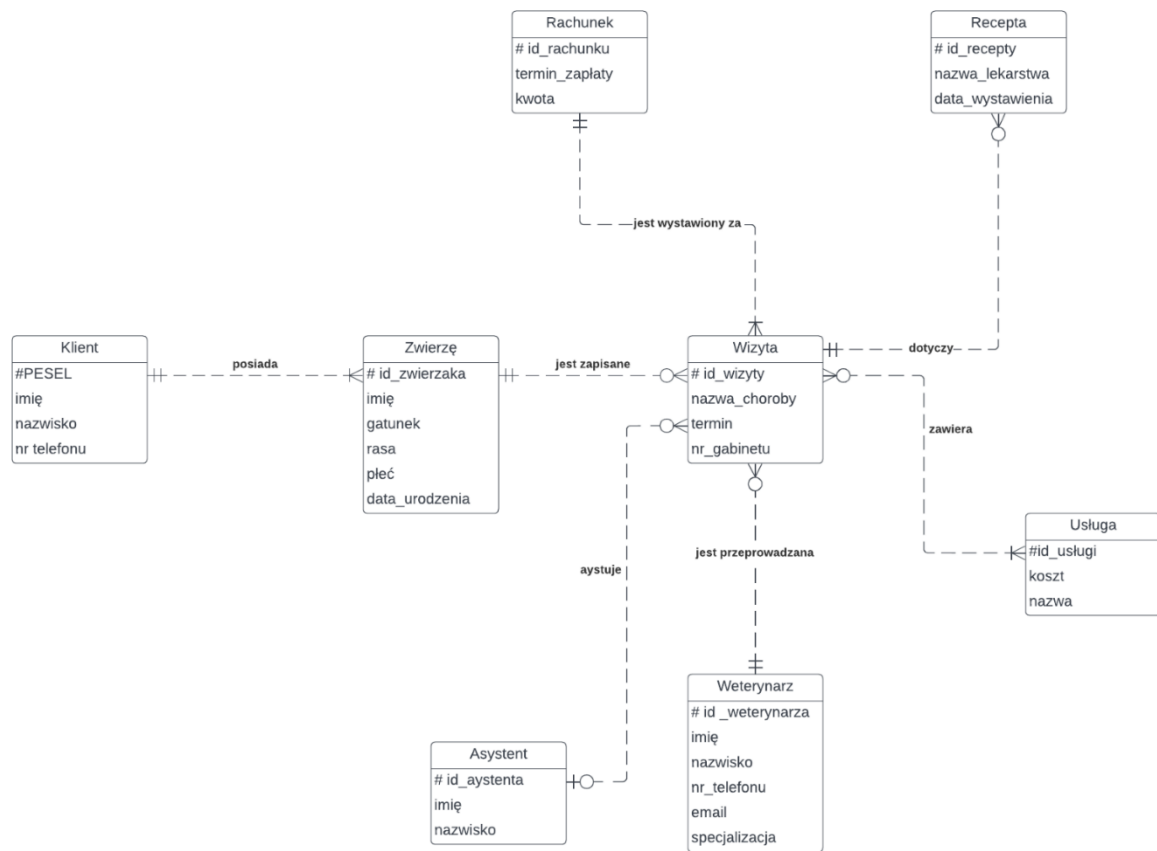 Rachunek
# id_rachunku
termin_zapłaty
kwota
Recepta
# id_recepty
nazwa_lekarstwa
data_wystawienia
jest wystawiony za
Klient
#PESEL
imię
nazwisko
nr telefonu
posiada
Zwierzę
# id_zwierzaka
imię
gatunek
rasa
płeć
data_urodzenia
jest zapisane
Wizyta
# id_wizyty
nazwa_choroby
termin
nr_gabinetu
dotyczy
zawiera
Usługa
#id_usługi
koszt
nazwa
jest przeprowadzana
aystuje
Weterynarz
# id _weterynarza
imię
nazwisko
nr_telefonu
email
specjalizacja
Asystent
# id_aystenta
imię
nazwisko